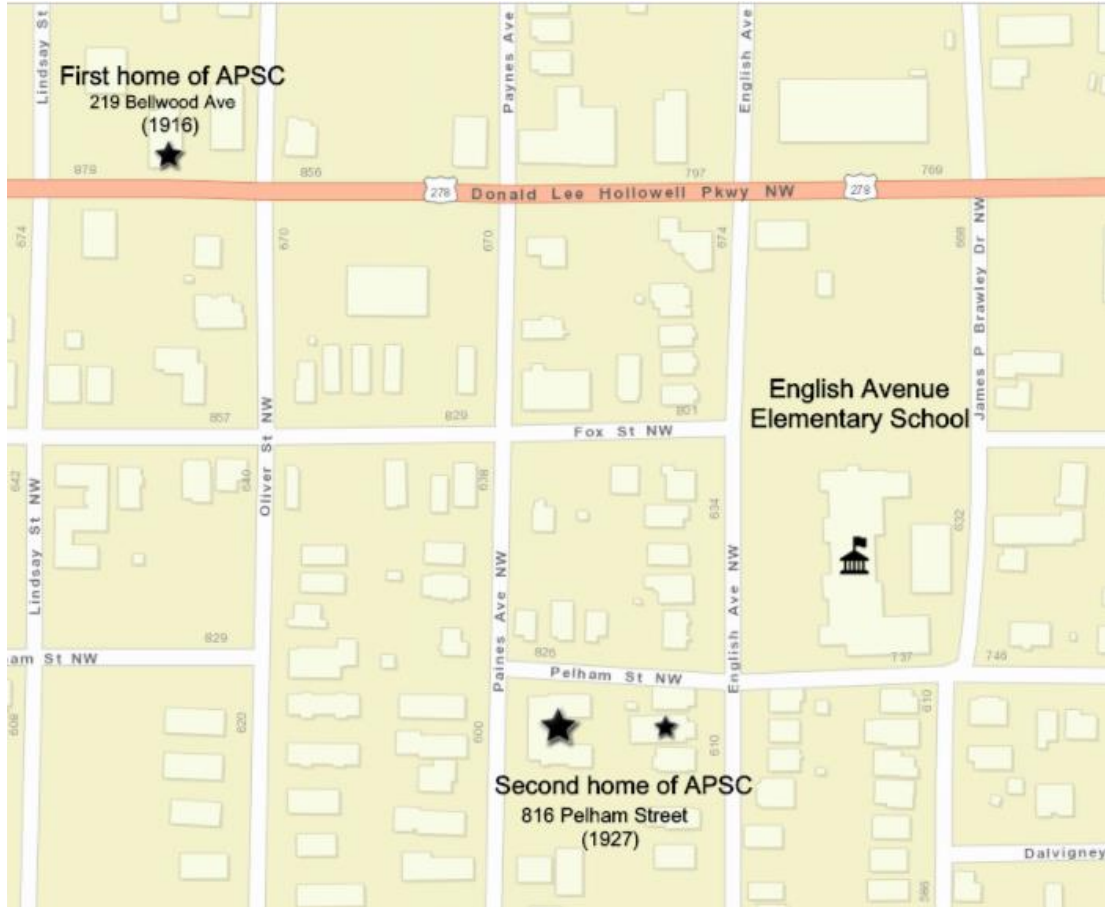 Lindsay St
Paynes Ave
English Ave
First home of APSC
219 Bellwood Ave
(1916)
878
856
797
769
278
Donald Lee Hollowell Pkwy NW
278
674
670
670
674
668
James P Brawley Dr NW
English Avenue
Elementary School
857
829
801
Fox St NW
Oliver St NW
642
640
638
634
632
Lindsay St NW
Paines Ave NW
English Ave NW
829
826
737
746
am St NW
Pelham St NW
608
620
600
610
610
Second home of APSC
816 Pelham Street
(1927)
Dalvigney
586